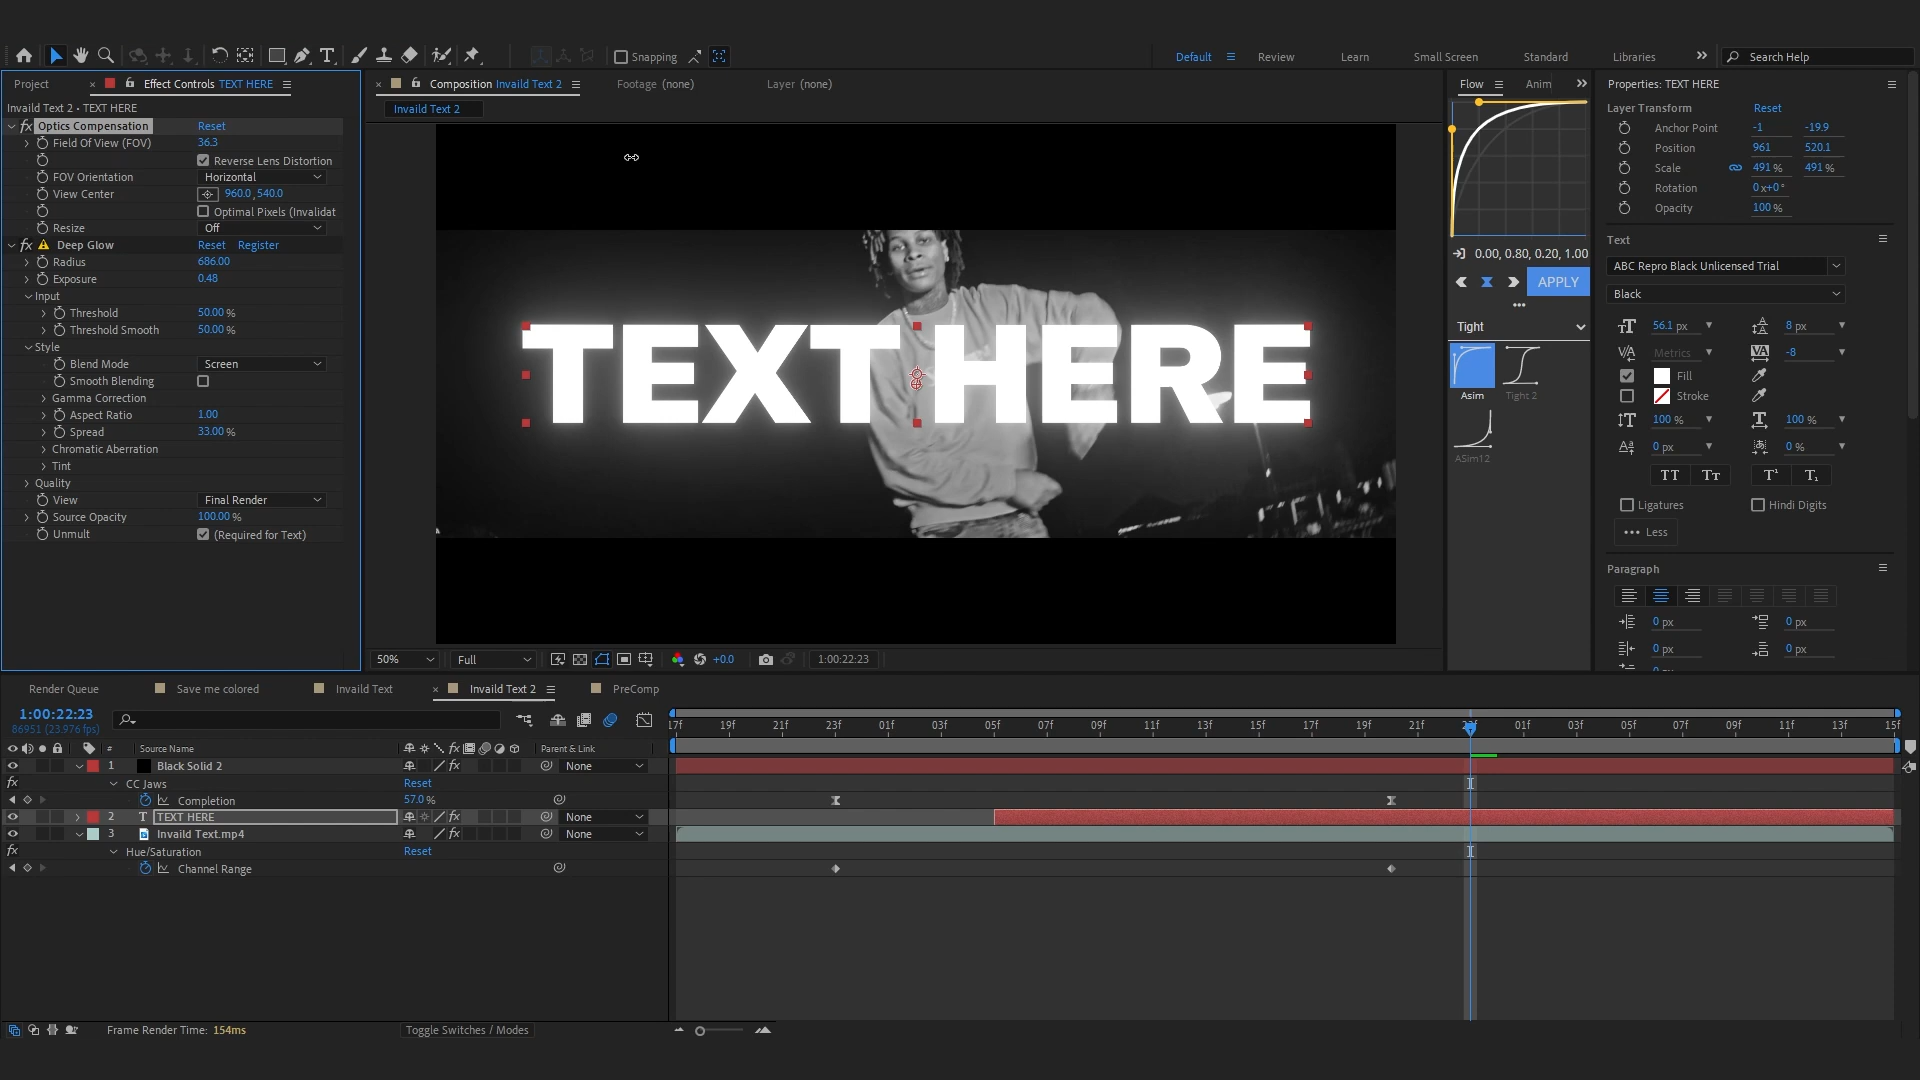 Snapping
Default
Review
Learn
Small Screen
Standard
Libraries
Search Help
Project
Effect Controls TEXT HERE
Invaild Text 2 • TEXT HERE
fx Optics Compensation Reset
Field Of View (FOV) 36.3
Reverse Lens Distortion
FOV Orientation Horizontal
View Center 960.0, 540.0
Optimal Pixels (Invalidat
Resize Off
fx Deep Glow Reset Register
Radius 686.00
Exposure 0.48
Input
Threshold 50.00 %
Threshold Smooth 50.00 %
Style
Blend Mode Screen
Smooth Blending
Gamma Correction
Aspect Ratio 1.00
Spread 33.00 %
Chromatic Aberration
Tint
Quality
View Final Render
Source Opacity 100.00 %
Unmult (Required for Text)
Composition Invaild Text 2
Footage (none)
Layer (none)
Invaild Text 2
TEXT HERE
50% Full +0.0 1:00:22:23
Flow Anim
0.00, 0.80, 0.20, 1.00
APPLY
Tight
Asim Tight 2
ASim12
Properties: TEXT HERE
Layer Transform Reset
Anchor Point -1 -19.9
Position 961 520.1
Scale 491 % 491 %
Rotation 0x+0°
Opacity 100 %
Text
ABC Repro Black Unlicensed Trial
Black
56.1 px 8 px
Metrics -8
Fill
Stroke
100 % 100 %
0 px 0 %
TT Tt T¹ T₁
Ligatures Hindi Digits
Less
Paragraph
0 px 0 px
0 px 0 px
Render Queue
Save me colored
Invaild Text
Invaild Text 2
PreComp
1:00:22:23
86951 (23.976 fps)
17f 19f 21f 23f 01f 03f 05f 07f 09f 11f 13f 15f 17f 19f 21f 23f 01f 03f 05f 07f 09f 11f 13f 15f
# Source Name fx Parent & Link
1 Black Solid 2 fx None
fx CC Jaws Reset
Completion 57.0 %
2 T TEXT HERE fx None
3 Invaild Text.mp4 fx None
fx Hue/Saturation Reset
Channel Range
Frame Render Time: 154ms
Toggle Switches / Modes